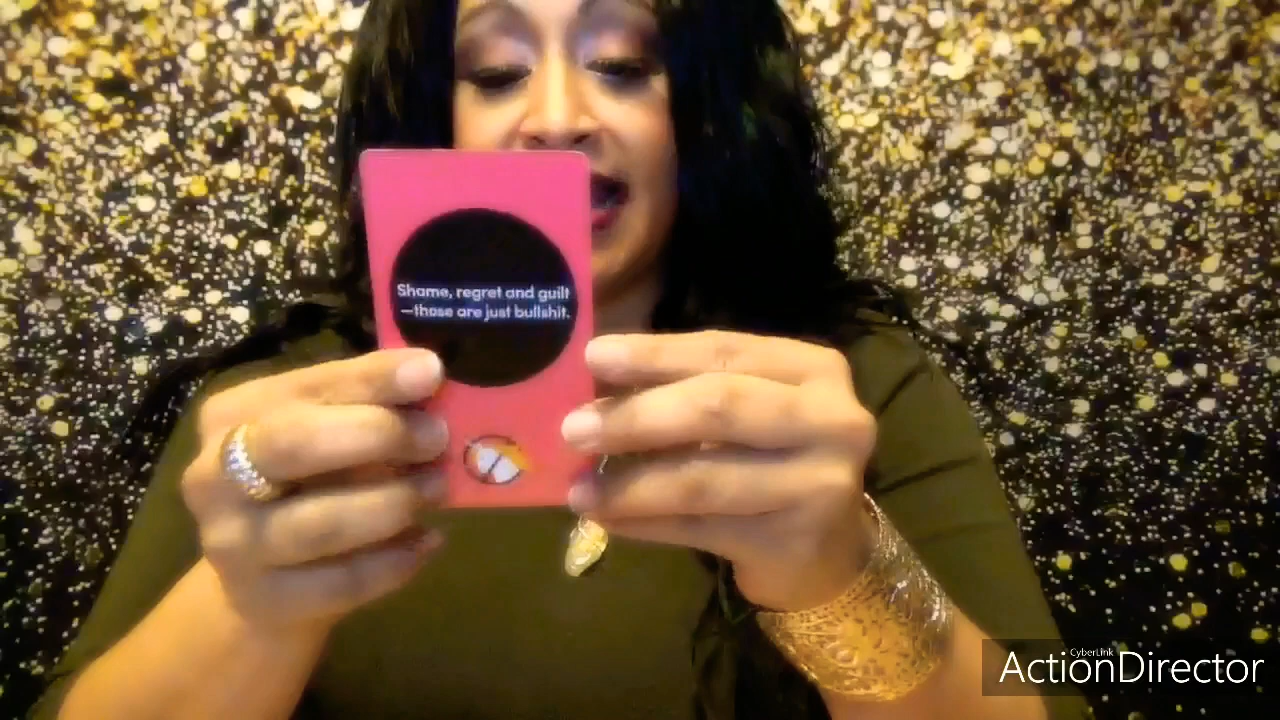 Shame, regret and guilt
—those are just bullshit.
CyberLink
ActionDirector